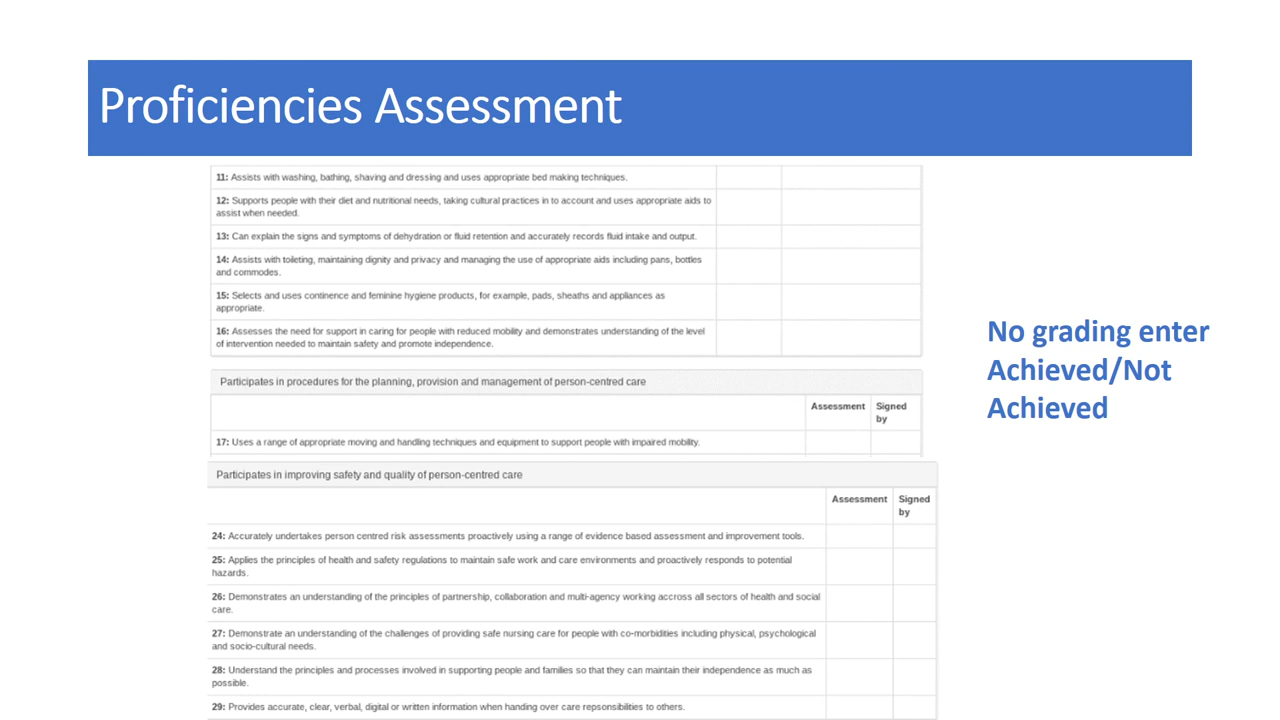 Proficiencies Assessment
11: Assists with washing, bathing, shaving and dressing and uses appropriate bed making techniques.
12: Supports people with their diet and nutritional needs, taking cultural practices in to account and uses appropriate aids to
assist when needed.
13: Can explain the signs and symptoms of dehydration or fluid retention and accurately records fluid intake and output.
14: Assists with toileting, maintaining dignity and privacy and managing the use of appropriate aids including pans, bottles
and commodes.
15: Selects and uses continence and feminine hygiene products, for example, pads, sheaths and appliances as
appropriate.
16: Assesses the need for support in caring for people with reduced mobility and demonstrates understanding of the level
of intervention needed to maintain safety and promote independence.
Participates in procedures for the planning, provision and management of person-centred care
Assessment Signed
by
17: Uses a range of appropriate moving and handling techniques and equipment to support people with impaired mobility.
Participates in improving safety and quality of person-centred care
Assessment Signed
by
24: Accurately undertakes person centred risk assessments proactively using a range of evidence based assessment and improvement tools.
25: Applies the principles of health and safety regulations to maintain safe work and care environments and proactively responds to potential
hazards.
26: Demonstrates an understanding of the principles of partnership, collaboration and multi-agency working accross all sectors of health and social
care.
27: Demonstrate an understanding of the challenges of providing safe nursing care for people with co-morbidities including physical, psychological
and socio-cultural needs.
28: Understand the principles and processes involved in supporting people and families so that they can maintain their independence as much as
possible.
29: Provides accurate, clear, verbal, digital or written information when handing over care repsonsibilities to others.
No grading enter
Achieved/Not
Achieved